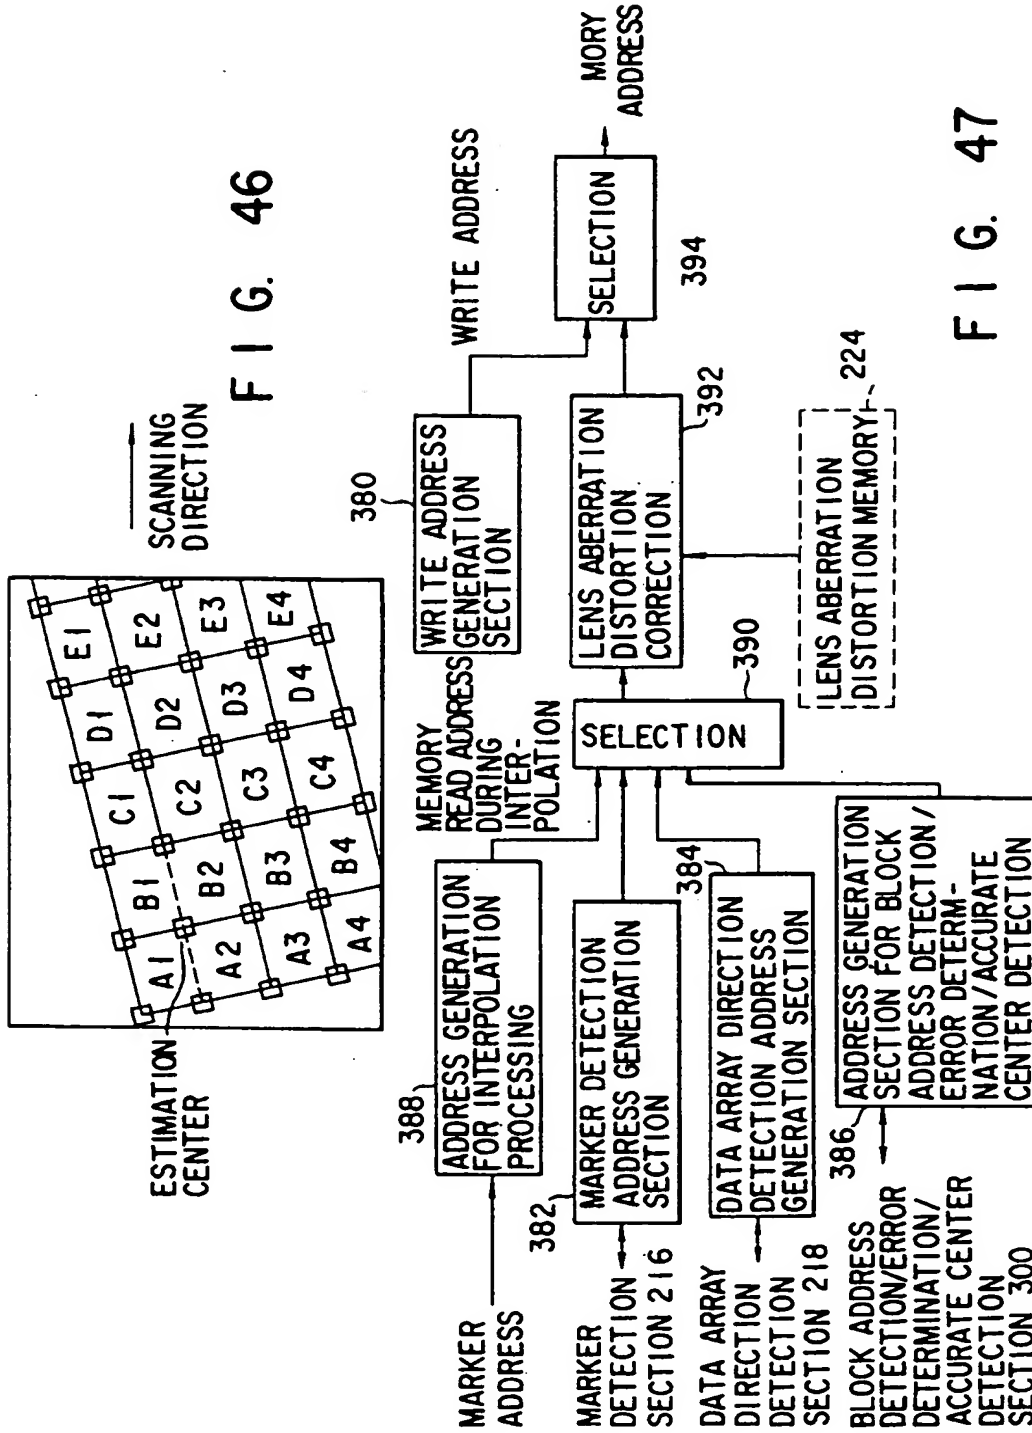 ESTIMATION
CENTER
A1
B1
C1
D1
E1
A2
B2
C2
D2
E2
A3
B3
C3
D3
E3
A4
B4
C4
D4
E4
SCANNING
DIRECTION
F I G. 46
MARKER
ADDRESS
388
ADDRESS GENERATION
FOR INTERPOLATION
PROCESSING
MEMORY
READ ADDRESS
DURING
INTER-
POLATION
380
WRITE ADDRESS
GENERATION
SECTION
WRITE ADDRESS
MARKER
DETECTION
SECTION 216
382
MARKER DETECTION
ADDRESS GENERATION
SECTION
SELECTION
390
LENS ABERRATION
DISTORTION
CORRECTION
392
SELECTION
394
MORY
ADDRESS
DATA ARRAY
DIRECTION
DETECTION
SECTION 218
384
DATA ARRAY DIRECTION
DETECTION ADDRESS
GENERATION SECTION
LENS ABERRATION
DISTORTION MEMORY
224
BLOCK ADDRESS
DETECTION/ERROR
DETERMINATION/
ACCURATE CENTER
DETECTION
SECTION 300
386
ADDRESS GENERATION
SECTION FOR BLOCK
ADDRESS DETECTION/
ERROR DETERM-
NATION/ACCURATE
CENTER DETECTION
F I G. 47